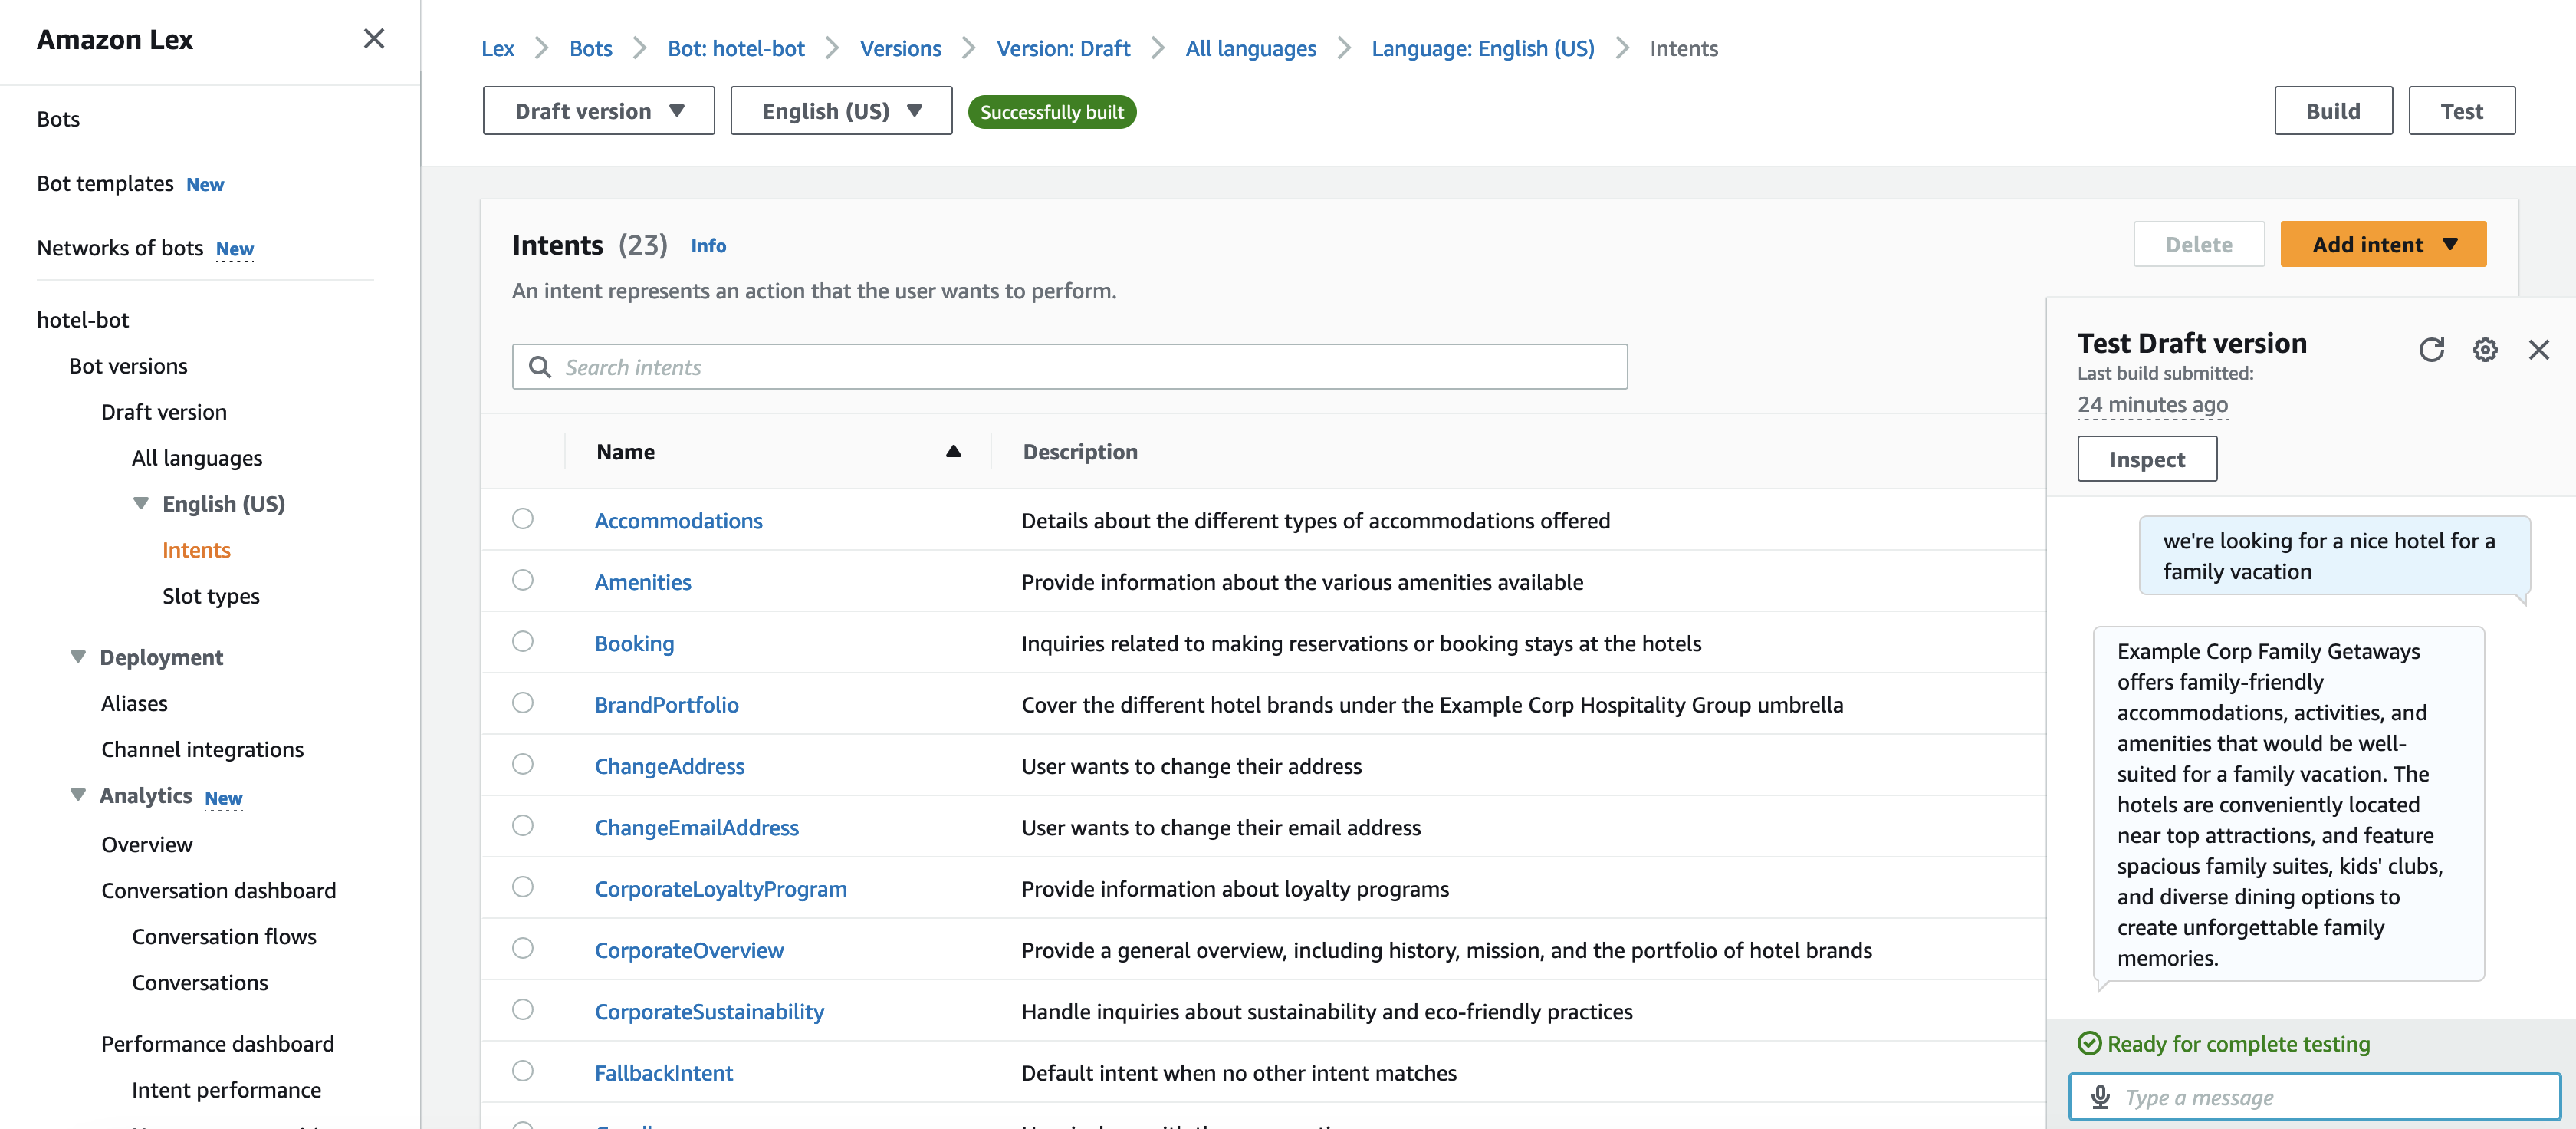 Amazon Lex
Bots
Bot templates New
Networks of bots New
hotel-bot
Bot versions
Draft version
All languages
English (US)
Intents
Slot types
Deployment
Aliases
Channel integrations
Analytics New
Overview
Conversation dashboard
Conversation flows
Conversations
Performance dashboard
Intent performance
Lex > Bots > Bot: hotel-bot > Versions > Version: Draft > All languages > Language: English (US) > Intents
Draft version English (US) Successfully built Build Test
Intents (23) Info Delete Add intent
An intent represents an action that the user wants to perform.
Search intents
Name Description
Accommodations Details about the different types of accommodations offered
Amenities Provide information about the various amenities available
Booking Inquiries related to making reservations or booking stays at the hotels
BrandPortfolio Cover the different hotel brands under the Example Corp Hospitality Group umbrella
ChangeAddress User wants to change their address
ChangeEmailAddress User wants to change their email address
CorporateLoyaltyProgram Provide information about loyalty programs
CorporateOverview Provide a general overview, including history, mission, and the portfolio of hotel brands
CorporateSustainability Handle inquiries about sustainability and eco-friendly practices
FallbackIntent Default intent when no other intent matches
Test Draft version
Last build submitted:
24 minutes ago
Inspect
we're looking for a nice hotel for a
family vacation
Example Corp Family Getaways
offers family-friendly
accommodations, activities, and
amenities that would be well-
suited for a family vacation. The
hotels are conveniently located
near top attractions, and feature
spacious family suites, kids' clubs,
and diverse dining options to
create unforgettable family
memories.
Ready for complete testing
Type a message